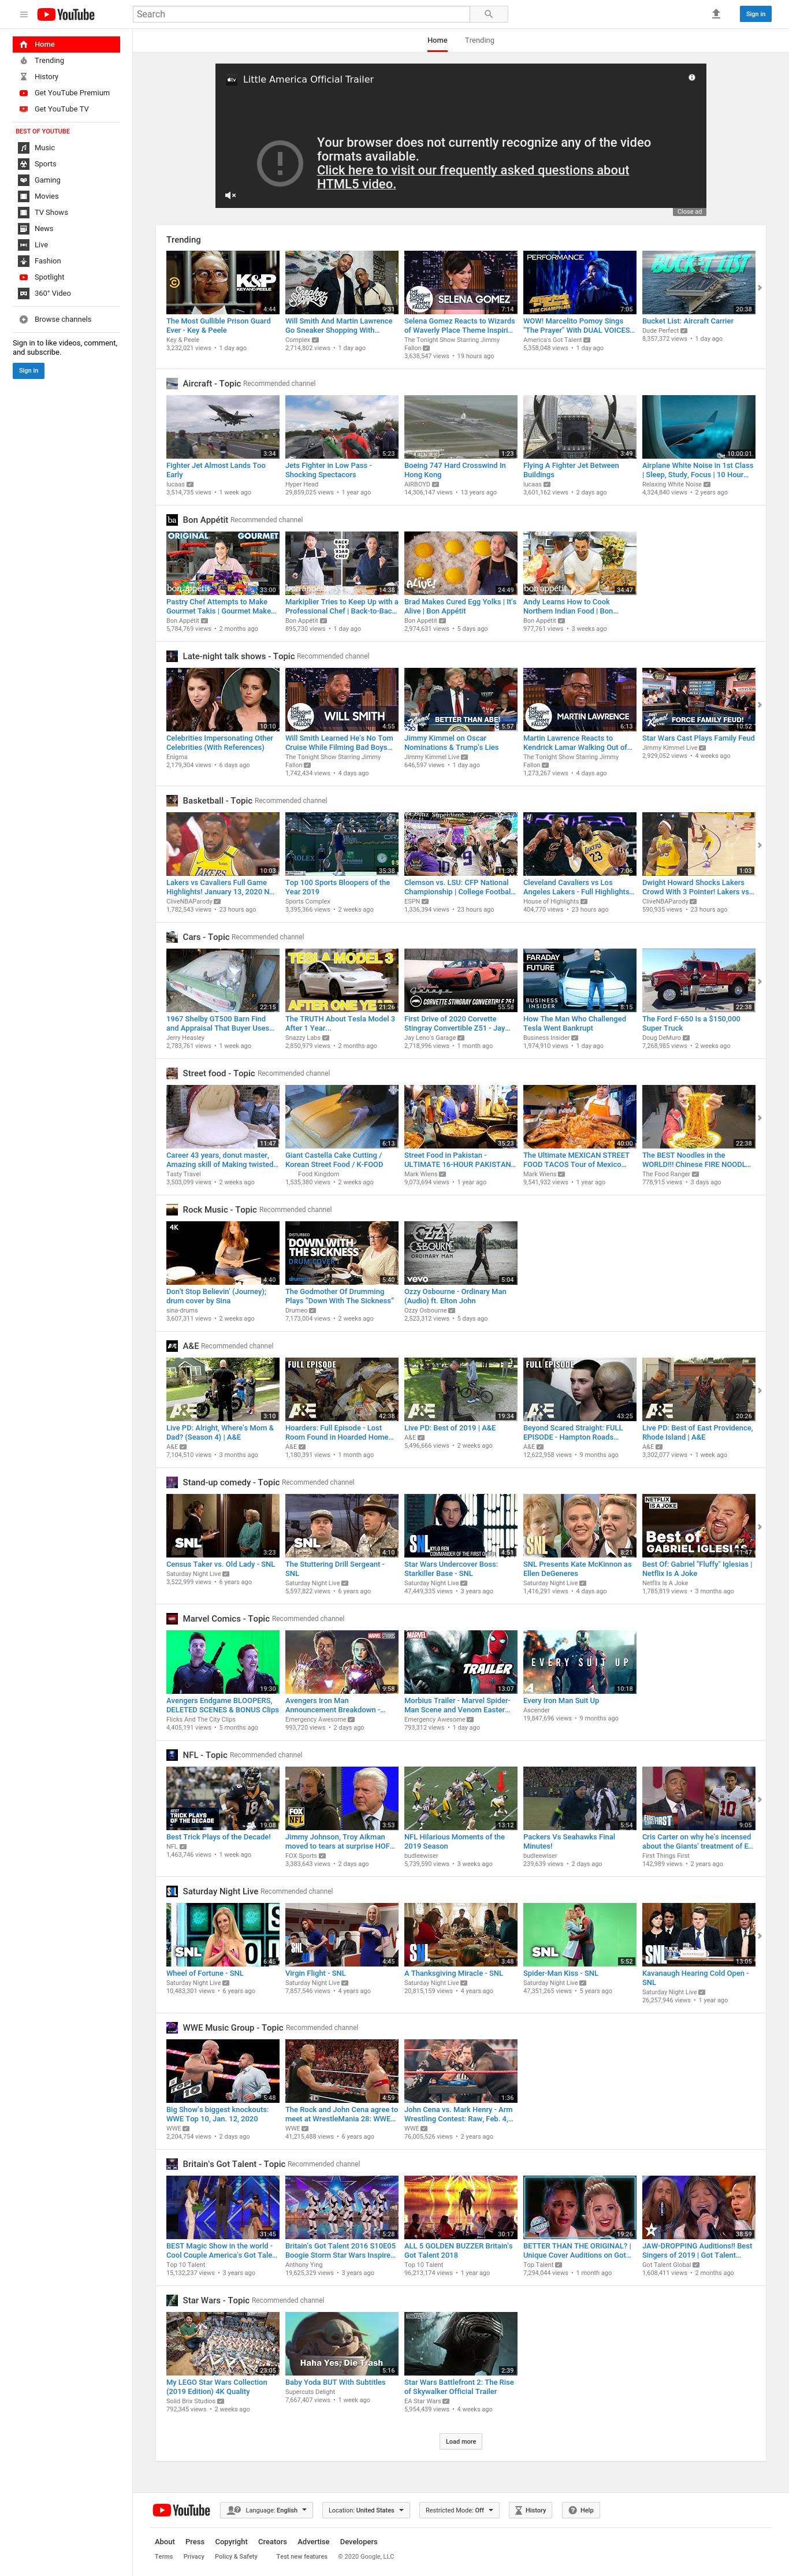 YouTube
Search
Sign in
Home
Trending
History
Get YouTube Premium
Get YouTube TV
BEST OF YOUTUBE
Music
Sports
Gaming
Movies
TV Shows
News
Live
Fashion
Spotlight
360° Video
Browse channels
Sign in to like videos, comment,
and subscribe.
Sign in
Home Trending
Little America Official Trailer
Your browser does not currently recognize any of the video
formats available.
Click here to visit our frequently asked questions about
HTML5 video.
Close ad
Trending
The Most Gullible Prison Guard
Ever - Key & Peele
Key & Peele
3,232,021 views • 1 day ago
Will Smith And Martin Lawrence
Go Sneaker Shopping With...
Complex
2,714,802 views • 1 day ago
Selena Gomez Reacts to Wizards
of Waverly Place Theme Inspiri...
The Tonight Show Starring Jimmy
Fallon
3,638,547 views • 19 hours ago
WOW! Marcelito Pomoy Sings
"The Prayer" With DUAL VOICES...
America's Got Talent
5,358,048 views • 1 day ago
Bucket List: Aircraft Carrier
Dude Perfect
8,357,372 views • 1 day ago
Aircraft - Topic Recommended channel
Fighter Jet Almost Lands Too
Early
lucaas
3,514,735 views • 1 week ago
Jets Fighter in Low Pass -
Shocking Spectacors
Hyper Head
29,859,025 views • 1 year ago
Boeing 747 Hard Crosswind In
Hong Kong
AIRBOYD
14,306,147 views • 13 years ago
Flying A Fighter Jet Between
Buildings
lucaas
3,601,162 views • 2 days ago
Airplane White Noise in 1st Class
| Sleep, Study, Focus | 10 Hour...
Relaxing White Noise
4,324,840 views • 2 years ago
Bon Appétit Recommended channel
Pastry Chef Attempts to Make
Gourmet Takis | Gourmet Make...
Bon Appétit
5,784,769 views • 2 months ago
Markiplier Tries to Keep Up with a
Professional Chef | Back-to-Bac...
Bon Appétit
895,730 views • 1 day ago
Brad Makes Cured Egg Yolks | It's
Alive | Bon Appétit
Bon Appétit
2,974,631 views • 5 days ago
Andy Learns How to Cook
Northern Indian Food | Bon...
Bon Appétit
977,761 views • 3 weeks ago
Late-night talk shows - Topic Recommended channel
Celebrities Impersonating Other
Celebrities (With References)
Enigma
2,179,304 views • 6 days ago
Will Smith Learned He's No Tom
Cruise While Filming Bad Boys...
The Tonight Show Starring Jimmy
Fallon
1,742,434 views • 4 days ago
Jimmy Kimmel on Oscar
Nominations & Trump's Lies
Jimmy Kimmel Live
646,597 views • 1 day ago
Martin Lawrence Reacts to
Kendrick Lamar Walking Out of...
The Tonight Show Starring Jimmy
Fallon
1,273,267 views • 4 days ago
Star Wars Cast Plays Family Feud
Jimmy Kimmel Live
2,929,052 views • 4 weeks ago
Basketball - Topic Recommended channel
Lakers vs Cavaliers Full Game
Highlights! January 13, 2020 N...
CliveNBAParody
1,782,543 views • 23 hours ago
Top 100 Sports Bloopers of the
Year 2019
Sports Complex
3,395,366 views • 2 weeks ago
Clemson vs. LSU: CFP National
Championship | College Footbal...
ESPN
1,336,394 views • 23 hours ago
Cleveland Cavaliers vs Los
Angeles Lakers - Full Highlights...
House of Highlights
404,770 views • 23 hours ago
Dwight Howard Shocks Lakers
Crowd With 3 Pointer! Lakers vs...
CliveNBAParody
590,935 views • 23 hours ago
Cars - Topic Recommended channel
1967 Shelby GT500 Barn Find
and Appraisal That Buyer Uses...
Jerry Heasley
2,783,761 views • 1 week ago
The TRUTH About Tesla Model 3
After 1 Year...
Snazzy Labs
2,850,979 views • 2 months ago
First Drive of 2020 Corvette
Stingray Convertible Z51 - Jay...
Jay Leno's Garage
2,718,996 views • 1 month ago
How The Man Who Challenged
Tesla Went Bankrupt
Business Insider
1,974,910 views • 1 day ago
The Ford F-650 Is a $150,000
Super Truck
Doug DeMuro
7,268,985 views • 2 weeks ago
Street food - Topic Recommended channel
Career 43 years, donut master,
Amazing skill of Making twisted...
Tasty Travel
3,503,099 views • 2 weeks ago
Giant Castella Cake Cutting /
Korean Street Food / K-FOOD
Food Kingdom
1,535,380 views • 2 weeks ago
Street Food in Pakistan -
ULTIMATE 16-HOUR PAKISTAN...
Mark Wiens
9,073,694 views • 1 year ago
The Ultimate MEXICAN STREET
FOOD TACOS Tour of Mexico...
Mark Wiens
9,541,932 views • 1 year ago
The BEST Noodles in the
WORLD!!! Chinese FIRE NOODL...
The Food Ranger
778,915 views • 3 days ago
Rock Music - Topic Recommended channel
Don't Stop Believin' (Journey);
drum cover by Sina
sina-drums
3,607,311 views • 2 weeks ago
The Godmother Of Drumming
Plays "Down With The Sickness"
Drumeo
7,173,004 views • 2 weeks ago
Ozzy Osbourne - Ordinary Man
(Audio) ft. Elton John
Ozzy Osbourne
2,523,312 views • 5 days ago
A&E Recommended channel
Live PD: Alright, Where's Mom &
Dad? (Season 4) | A&E
A&E
7,104,510 views • 3 months ago
Hoarders: Full Episode - Lost
Room Found in Hoarded Home...
A&E
1,180,391 views • 1 month ago
Live PD: Best of 2019 | A&E
A&E
5,496,666 views • 2 weeks ago
Beyond Scared Straight: FULL
EPISODE - Hampton Roads...
A&E
12,622,958 views • 9 months ago
Live PD: Best of East Providence,
Rhode Island | A&E
A&E
3,302,077 views • 1 week ago
Stand-up comedy - Topic Recommended channel
Census Taker vs. Old Lady - SNL
Saturday Night Live
3,522,999 views • 6 years ago
The Stuttering Drill Sergeant -
SNL
Saturday Night Live
5,597,822 views • 6 years ago
Star Wars Undercover Boss:
Starkiller Base - SNL
Saturday Night Live
47,449,335 views • 3 years ago
SNL Presents Kate McKinnon as
Ellen DeGeneres
Saturday Night Live
1,416,291 views • 4 days ago
Best Of: Gabriel "Fluffy" Iglesias |
Netflix Is A Joke
Netflix Is A Joke
1,785,819 views • 3 months ago
Marvel Comics - Topic Recommended channel
Avengers Endgame BLOOPERS,
DELETED SCENES & BONUS Clips
Flicks And The City Clips
4,405,191 views • 5 months ago
Avengers Iron Man
Announcement Breakdown -...
Emergency Awesome
993,720 views • 2 days ago
Morbius Trailer - Marvel Spider-
Man Scene and Venom Easter...
Emergency Awesome
793,312 views • 1 day ago
Every Iron Man Suit Up
Ascender
19,847,696 views • 9 months ago
NFL - Topic Recommended channel
Best Trick Plays of the Decade!
NFL
1,463,746 views • 1 week ago
Jimmy Johnson, Troy Aikman
moved to tears at surprise HOF...
FOX Sports
3,383,643 views • 2 days ago
NFL Hilarious Moments of the
2019 Season
budleewiser
5,739,590 views • 3 weeks ago
Packers Vs Seahawks Final
Minutes!
budleewiser
239,639 views • 2 days ago
Cris Carter on why he's incensed
about the Giants' treatment of E...
First Things First
142,989 views • 2 years ago
Saturday Night Live Recommended channel
Wheel of Fortune - SNL
Saturday Night Live
10,483,301 views • 6 years ago
Virgin Flight - SNL
Saturday Night Live
7,857,546 views • 4 years ago
A Thanksgiving Miracle - SNL
Saturday Night Live
20,815,159 views • 4 years ago
Spider-Man Kiss - SNL
Saturday Night Live
47,351,265 views • 5 years ago
Kavanaugh Hearing Cold Open -
SNL
Saturday Night Live
26,257,946 views • 1 year ago
WWE Music Group - Topic Recommended channel
Big Show's biggest knockouts:
WWE Top 10, Jan. 12, 2020
WWE
2,204,754 views • 2 days ago
The Rock and John Cena agree to
meet at WrestleMania 28: WWE...
WWE
41,215,488 views • 6 years ago
John Cena vs. Mark Henry - Arm
Wrestling Contest: Raw, Feb. 4,...
WWE
76,005,526 views • 2 years ago
Britain's Got Talent - Topic Recommended channel
BEST Magic Show in the world -
Cool Couple America's Got Tale...
Top 10 Talent
15,132,237 views • 3 years ago
Britain's Got Talent 2016 S10E05
Boogie Storm Star Wars Inspire...
Anthony Ying
19,625,329 views • 3 years ago
ALL 5 GOLDEN BUZZER Britain's
Got Talent 2018
Top 10 Talent
96,213,174 views • 1 year ago
BETTER THAN THE ORIGINAL? |
Unique Cover Auditions on Got...
Top Talent
7,294,044 views • 1 month ago
JAW-DROPPING Auditions!! Best
Singers of 2019 | Got Talent...
Got Talent Global
1,608,411 views • 2 months ago
Star Wars - Topic Recommended channel
My LEGO Star Wars Collection
(2019 Edition) 4K Quality
Solid Brix Studios
792,345 views • 2 weeks ago
Baby Yoda BUT With Subtitles
Supercuts Delight
7,667,407 views • 1 week ago
Star Wars Battlefront 2: The Rise
of Skywalker Official Trailer
EA Star Wars
5,954,439 views • 4 weeks ago
Load more
YouTube
Language: English
Location: United States
Restricted Mode: Off
History
Help
About Press Copyright Creators Advertise Developers
Terms Privacy Policy & Safety Test new features © 2020 Google, LLC